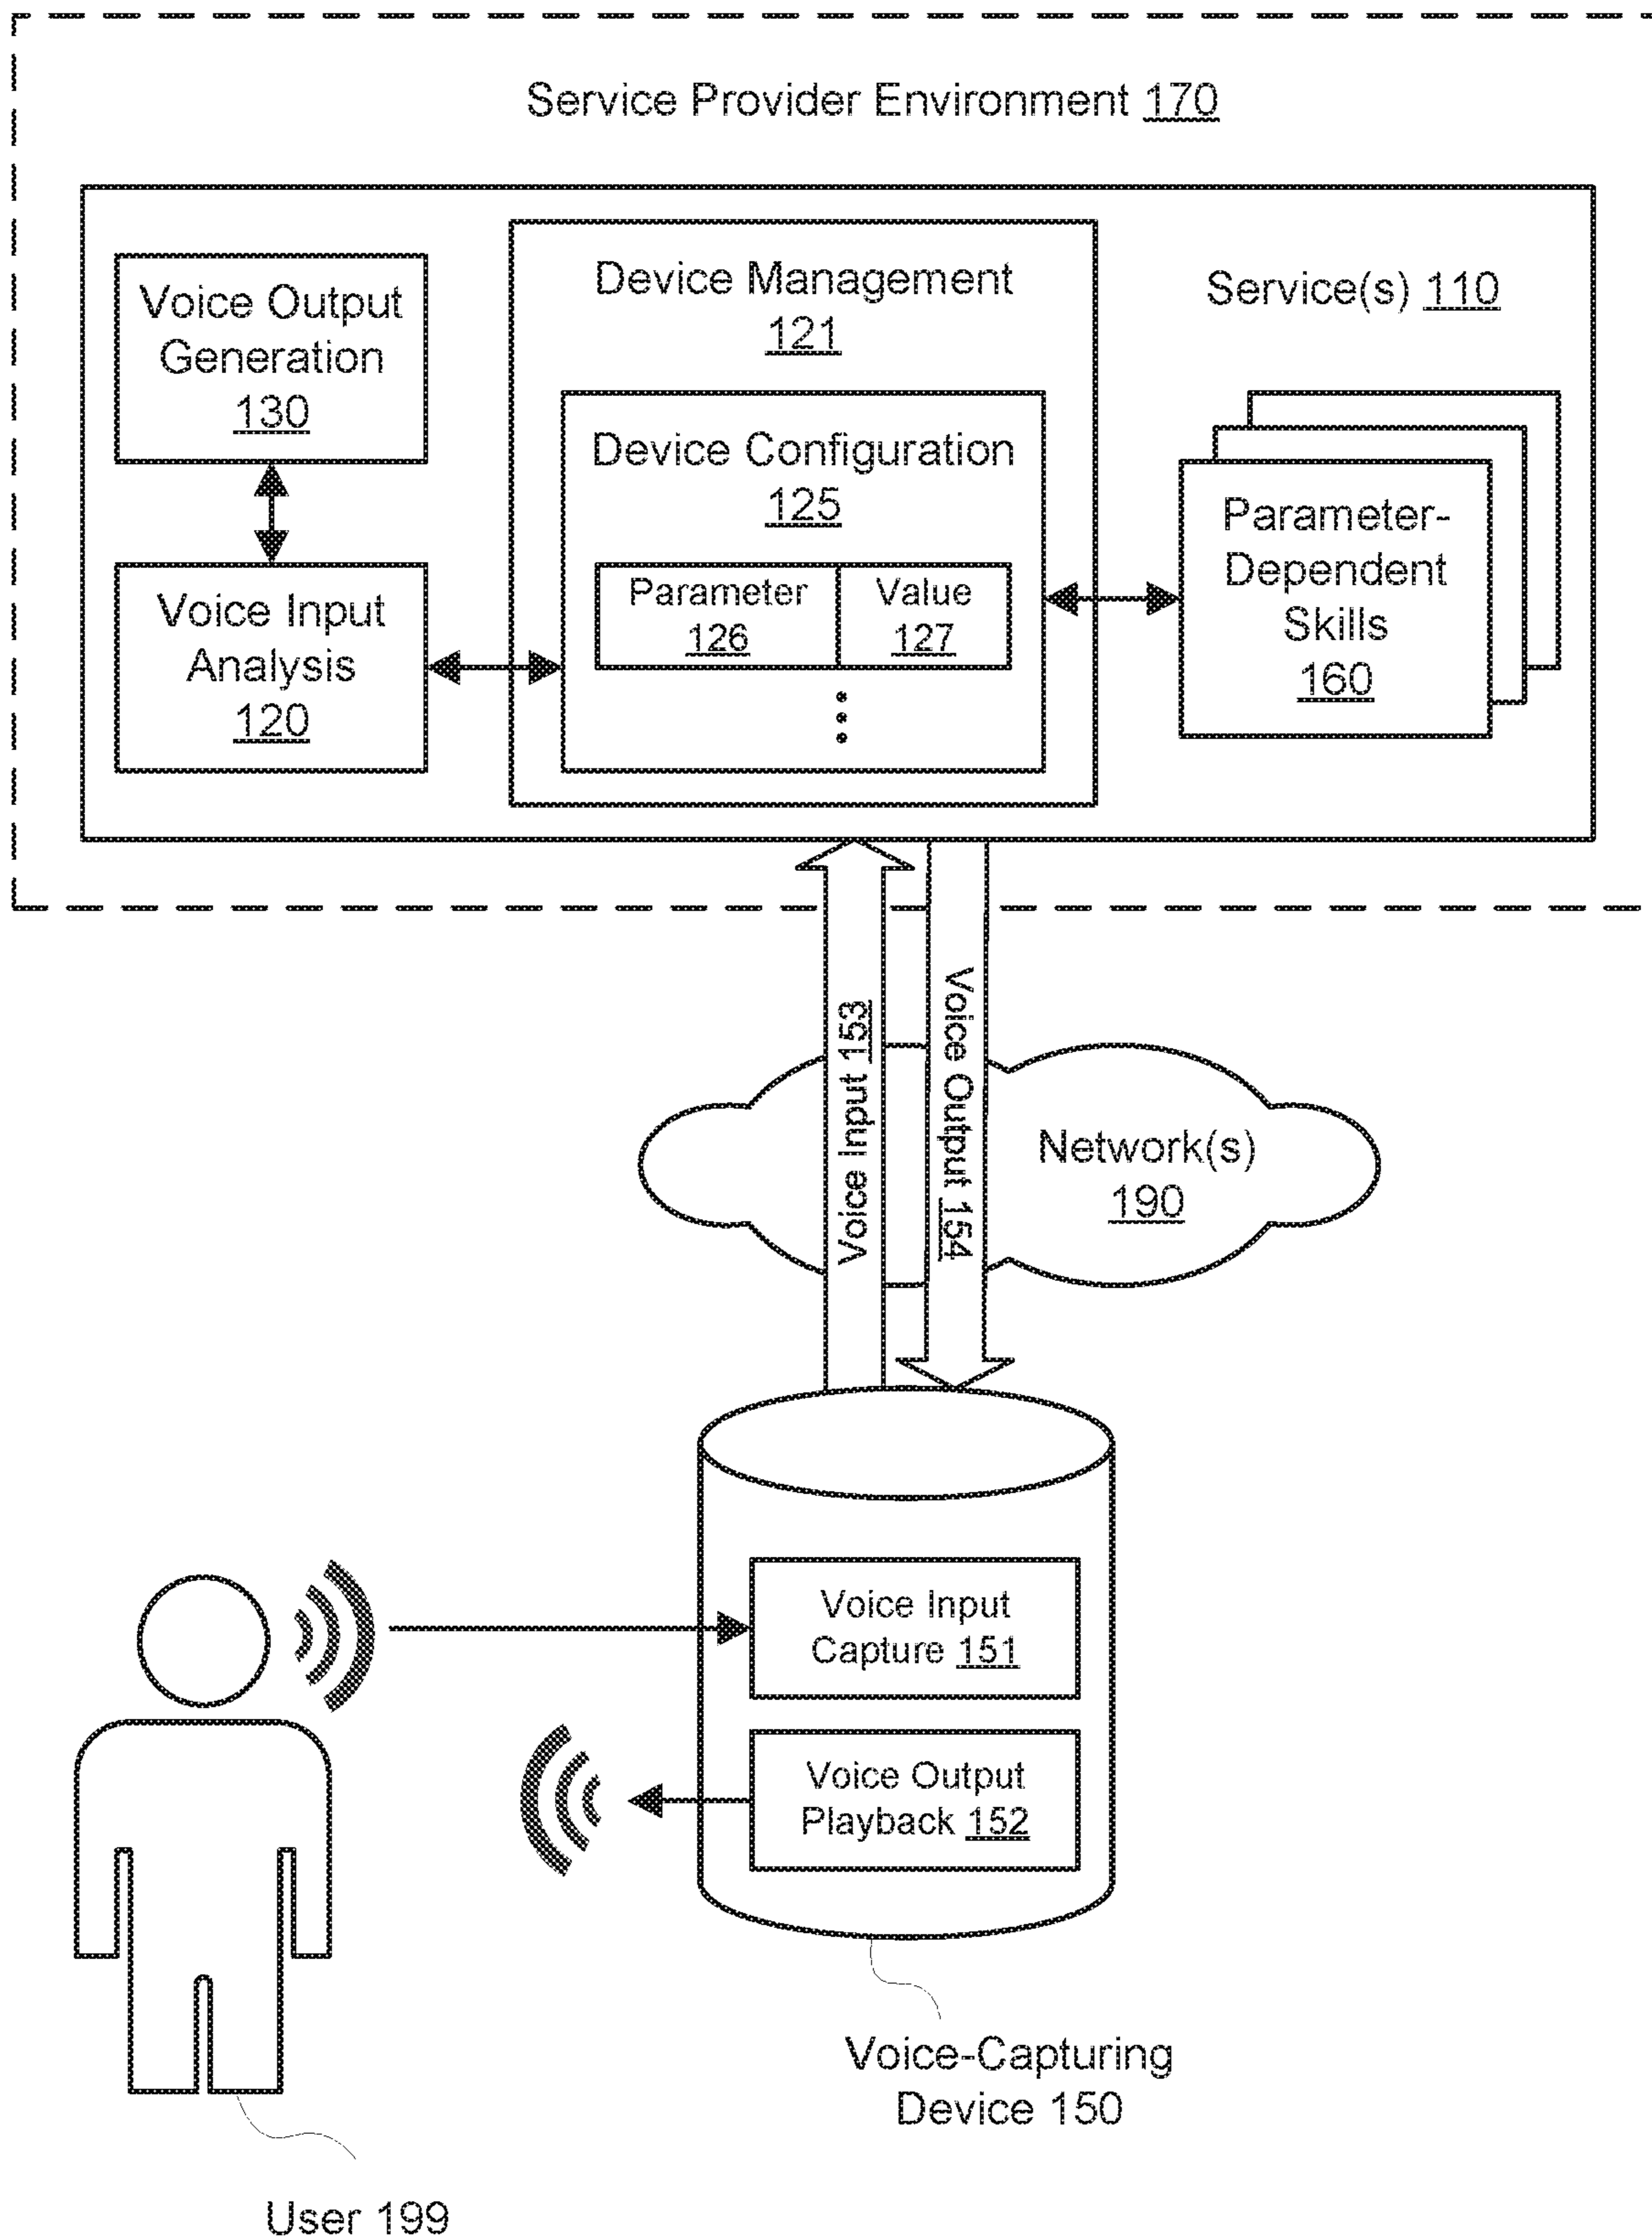 Service Provider Environment 170
Voice Output
Generation
130
Voice Input
Analysis
120
Device Management
121
Device Configuration
125
Parameter
126
Value
127
Service(s) 110
Parameter-
Dependent
Skills
160
Voice Input 153
Voice Output 154
Network(s)
190
Voice Input
Capture 151
Voice Output
Playback 152
Voice-Capturing
Device 150
User 199